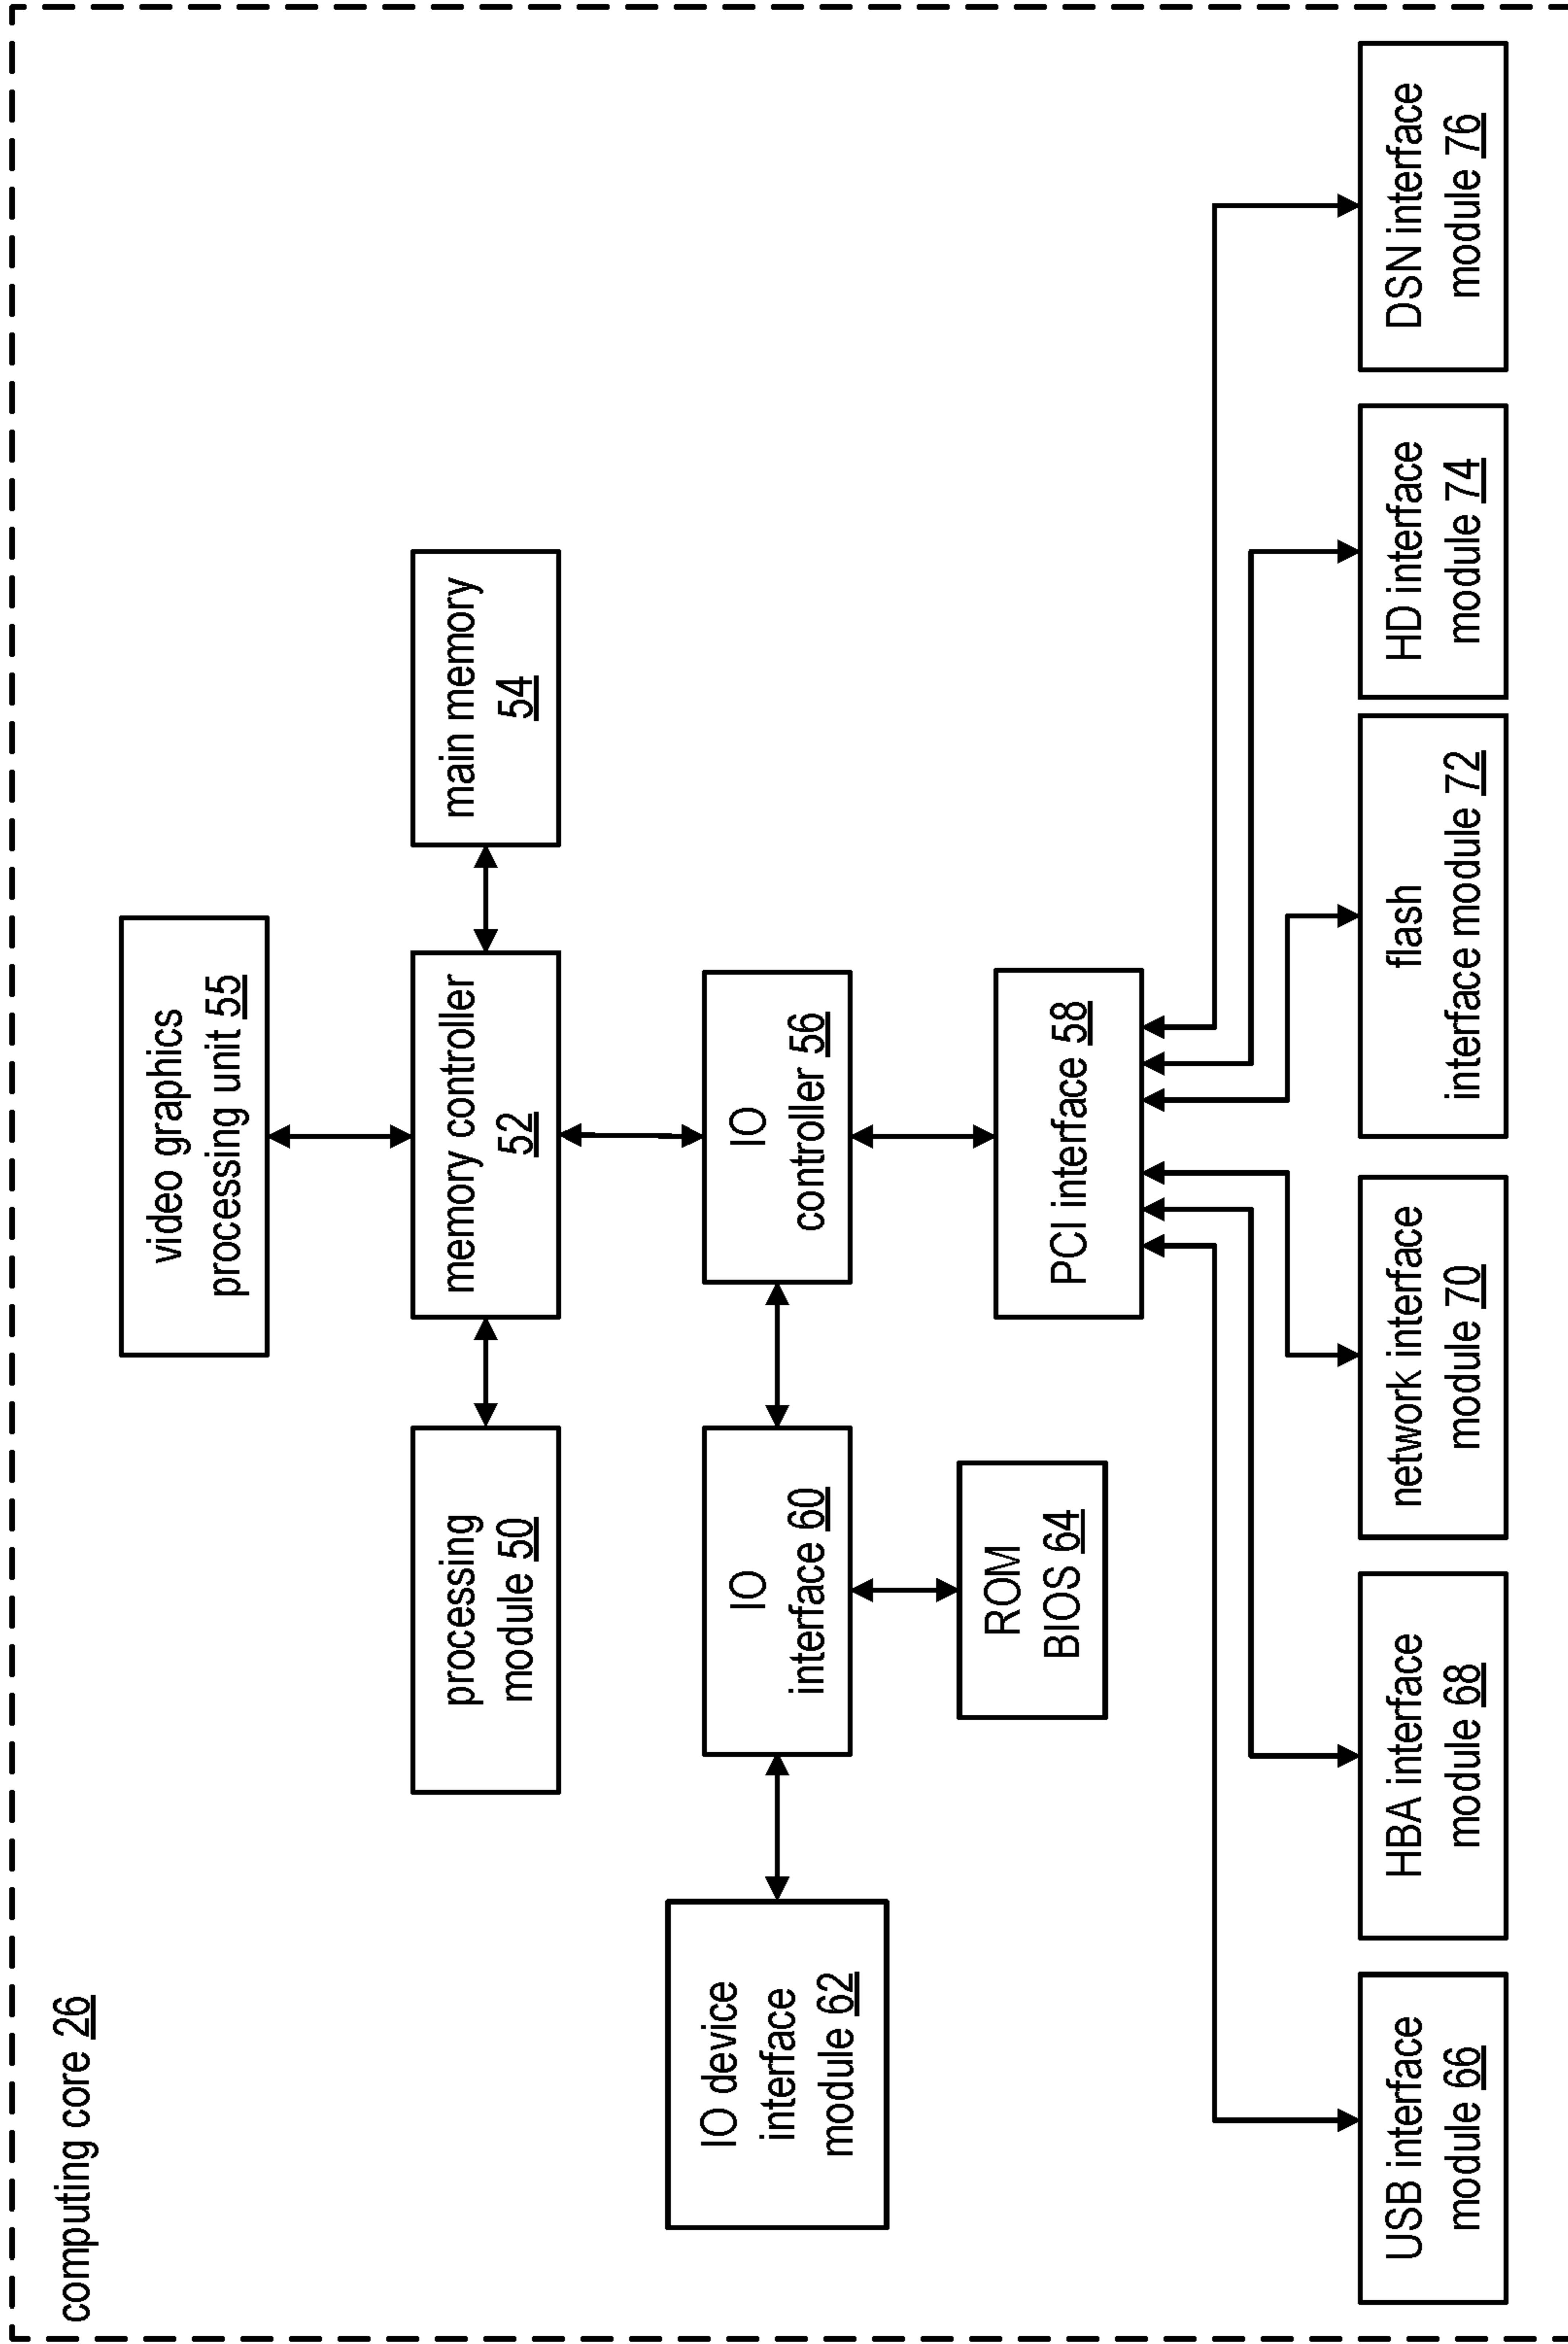 computing core 26
video graphics
processing unit 55
processing
module 50
memory controller
52
main memory
54
IO device
interface
module 62
IO
interface 60
IO
controller 56
ROM
BIOS 64
PCI interface 58
USB interface
module 66
HBA interface
module 68
network interface
module 70
flash
interface module 72
HD interface
module 74
DSN interface
module 76